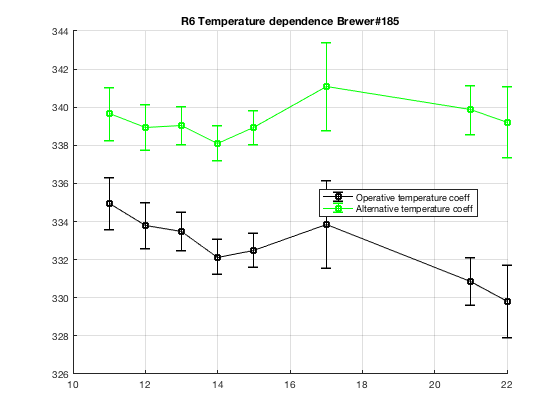 R6 Temperature dependence Brewer#185
344
342
340
338
336
334
332
330
328
326
10 12 14 16 18 20 22
Operative temperature coeff
Alternative temperature coeff